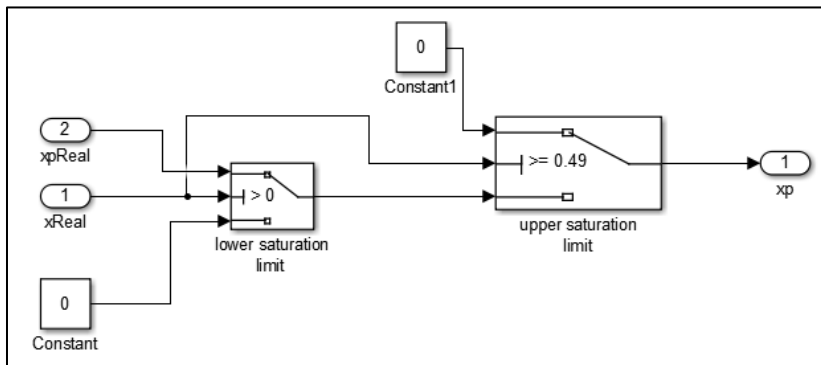 0
Constant1
2
xpReal
>= 0.49
1
xp
1
xReal
> 0
lower saturation
limit
upper saturation
limit
0
Constant